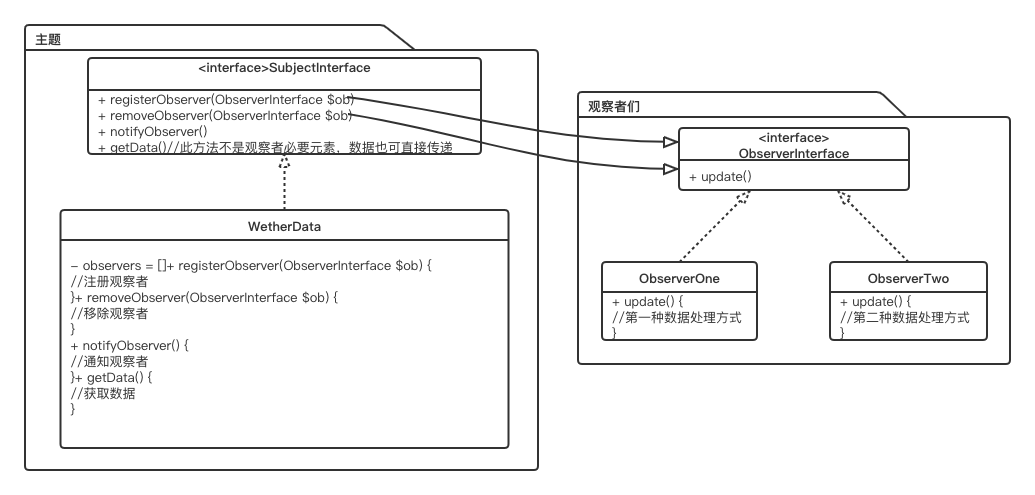 主题
<interface>SubjectInterface
+ registerObserver(ObserverInterface $ob)
+ removeObserver(ObserverInterface $ob)
+ notifyObserver()
+ getData()//此方法不是观察者必要元素，数据也可直接传递
WetherData
- observers = []+ registerObserver(ObserverInterface $ob) {
//注册观察者
}+ removeObserver(ObserverInterface $ob) {
//移除观察者
}
+ notifyObserver() {
//通知观察者
}+ getData() {
//获取数据
}
观察者们
<interface>
ObserverInterface
+ update()
ObserverOne
+ update() {
//第一种数据处理方式
}
ObserverTwo
+ update() {
//第二种数据处理方式
}